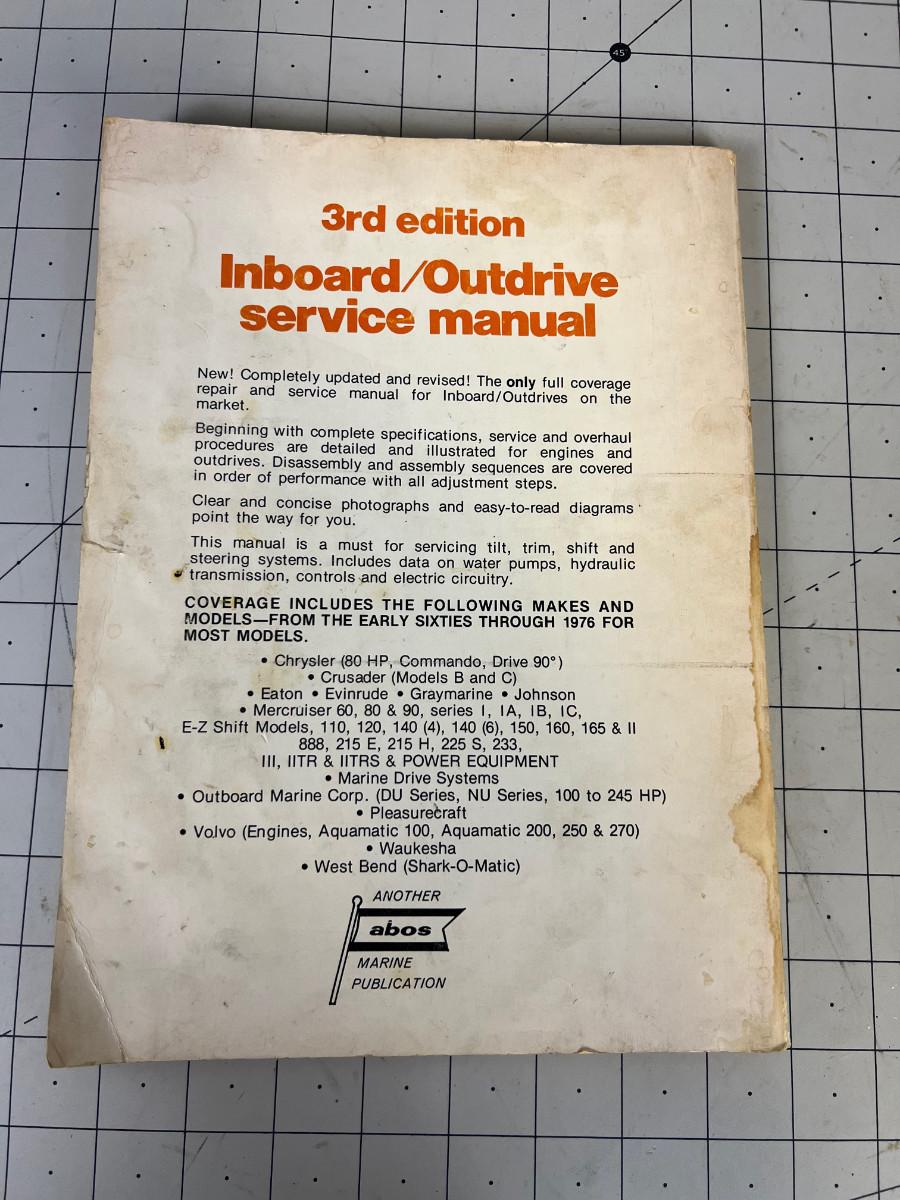 45°
3rd edition
Inboard/Outdrive
service manual
New! Completely updated and revised! The only full coverage
repair and service manual for Inboard/Outdrives on the
market.
Beginning with complete specifications, service and overhaul
procedures are detailed and illustrated for engines and
outdrives. Disassembly and assembly sequences are covered
in order of performance with all adjustment steps.
Clear and concise photographs and easy-to-read diagrams
point the way for you.
This manual is a must for servicing tilt, trim, shift and
steering systems. Includes data on water pumps, hydraulic
transmission, controls and electric circuitry.
COVERAGE INCLUDES THE FOLLOWING MAKES AND
MODELS—FROM THE EARLY SIXTIES THROUGH 1976 FOR
MOST MODELS.
• Chrysler (80 HP, Commando, Drive 90°)
• Crusader (Models B and C)
• Eaton • Evinrude • Graymarine • Johnson
• Mercruiser 60, 80 & 90, series I, IA, IB, IC,
E-Z Shift Models, 110, 120, 140 (4), 140 (6), 150, 160, 165 & II
888, 215 E, 215 H, 225 S, 233,
III, IITR & IITRS & POWER EQUIPMENT
• Marine Drive Systems
• Outboard Marine Corp. (DU Series, NU Series, 100 to 245 HP)
• Pleasurecraft
• Volvo (Engines, Aquamatic 100, Aquamatic 200, 250 & 270)
• Waukesha
• West Bend (Shark-O-Matic)
ANOTHER
abos
MARINE
PUBLICATION